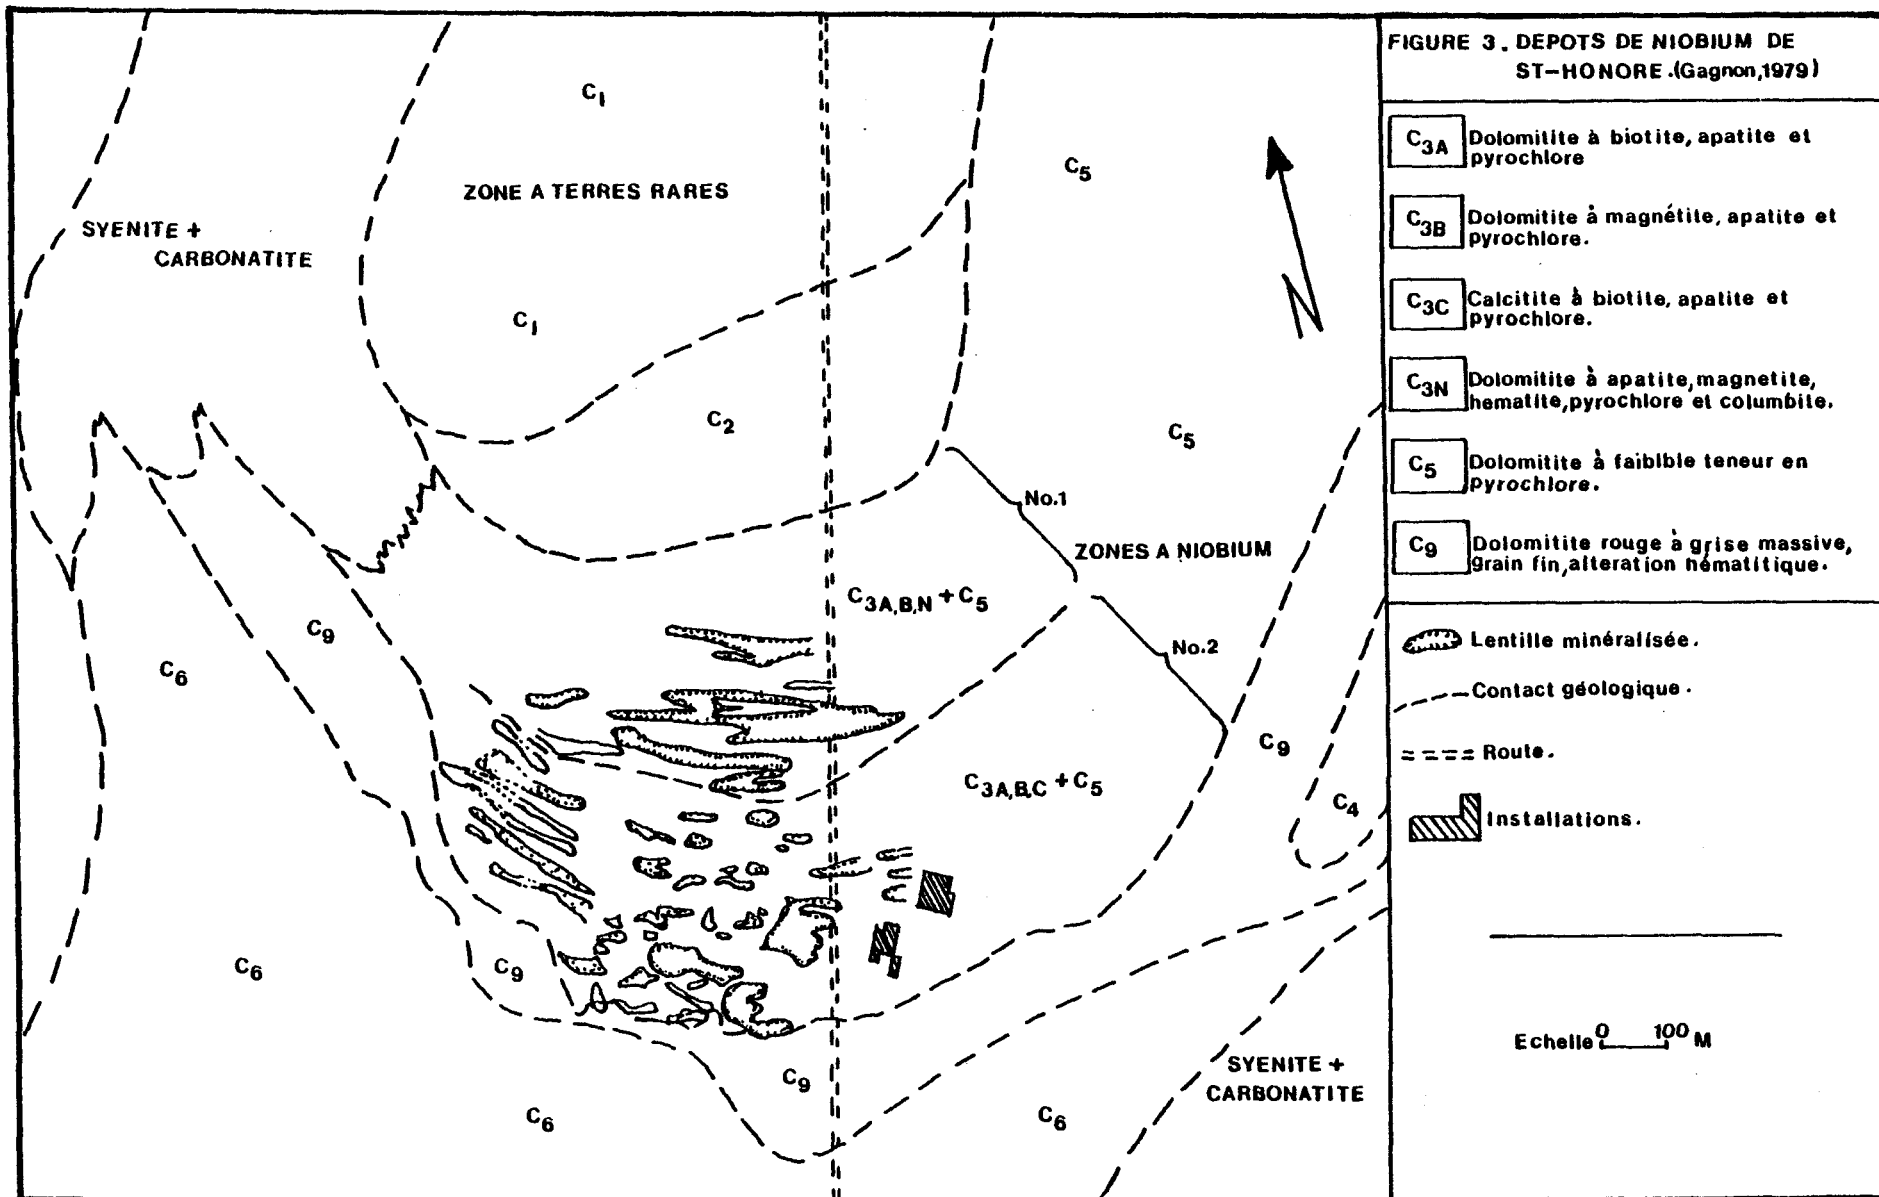 FIGURE 3. DEPOTS DE NIOBIUM DE
ST-HONORE.(Gagnon,1979)
C3A Dolomitite à biotite, apatite et
pyrochlore
C3B Dolomitite à magnétite, apatite et
pyrochlore.
C3C Calcitite à biotite, apatite et
pyrochlore.
C3N Dolomitite à apatite, magnetite,
hematite, pyrochlore et columbite.
C5 Dolomitite à faiblble teneur en
pyrochlore.
C9 Dolomitite rouge à grise massive,
grain fin, alteration hématitique.
Lentille minéralisée.
Contact géologique.
Route.
Installations.
Echelle 0 100 M
N
C1
ZONE A TERRES RARES
C5
SYENITE +
CARBONATITE
C1
C2
C5
No.1
ZONES A NIOBIUM
C3A,B,N + C5
No.2
C9
C6
C9
C3A,B,C + C5
C4
C6
C9
C9
SYENITE +
CARBONATITE
C6
C6